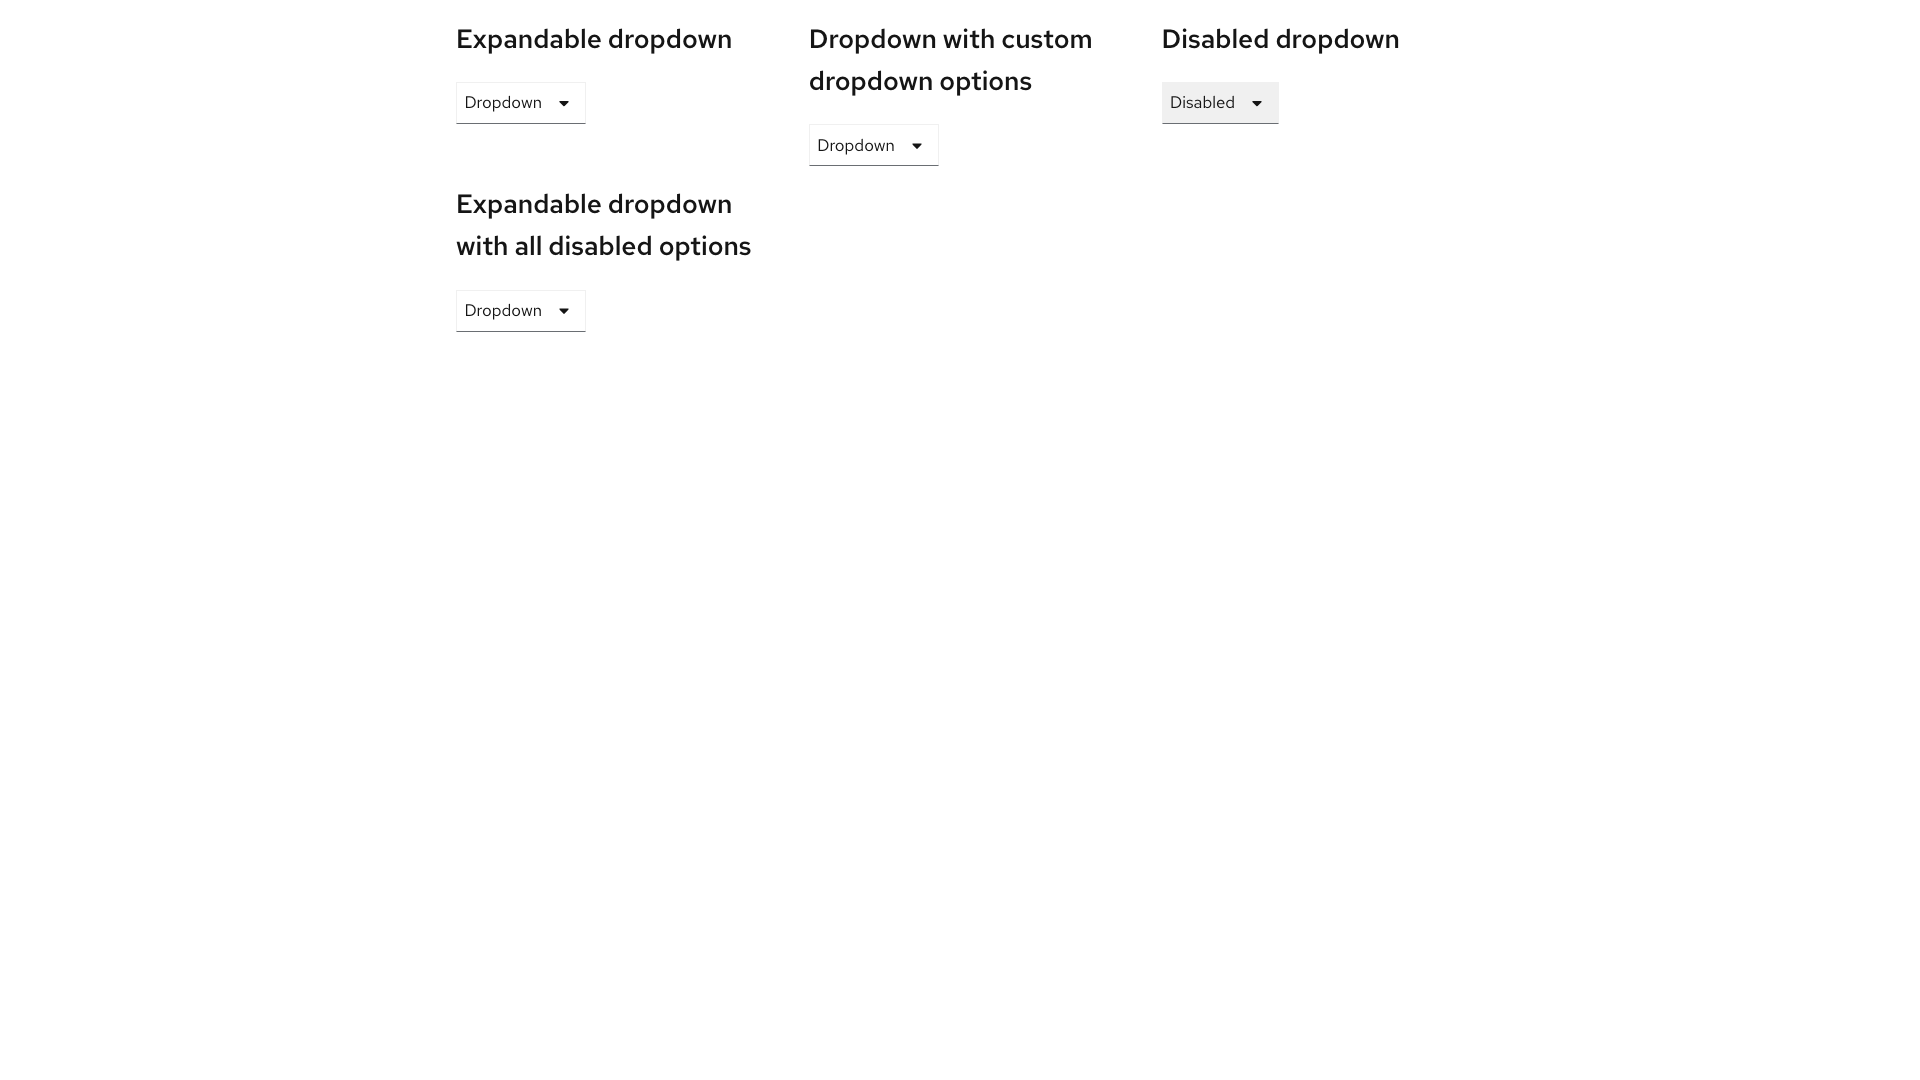 Expandable dropdown
Dropdown
Dropdown with custom
dropdown options
Dropdown
Disabled dropdown
Disabled
Expandable dropdown
with all disabled options
Dropdown